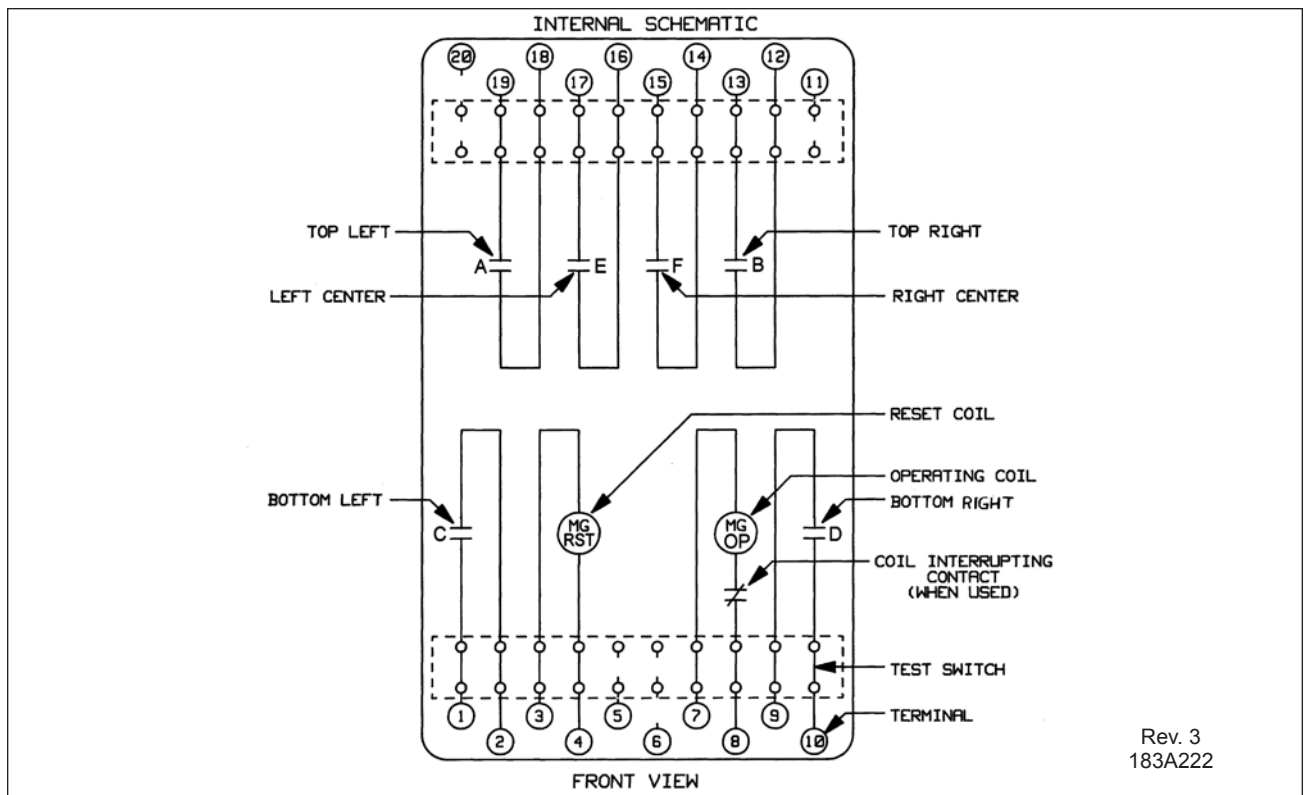 INTERNAL SCHEMATIC
20 18 16 14 12
19 17 15 13 11
TOP LEFT
TOP RIGHT
A E F B
LEFT CENTER
RIGHT CENTER
RESET COIL
OPERATING COIL
BOTTOM LEFT
BOTTOM RIGHT
C
MG
RST
MG
OP
D
COIL INTERRUPTING
CONTACT
(WHEN USED)
TEST SWITCH
1 3 5 7 9
TERMINAL
2 4 6 8 10
FRONT VIEW
Rev. 3
183A222